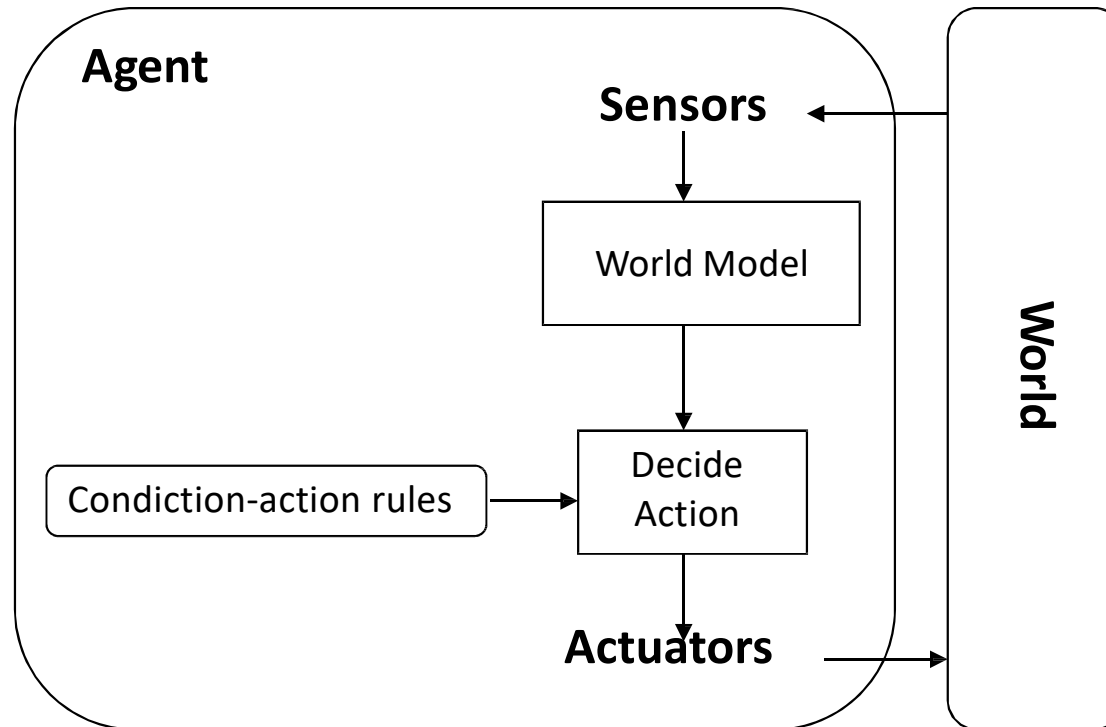 Agent
Sensors
World Model
World
Decide
Action
Condiction-action rules
Actuators